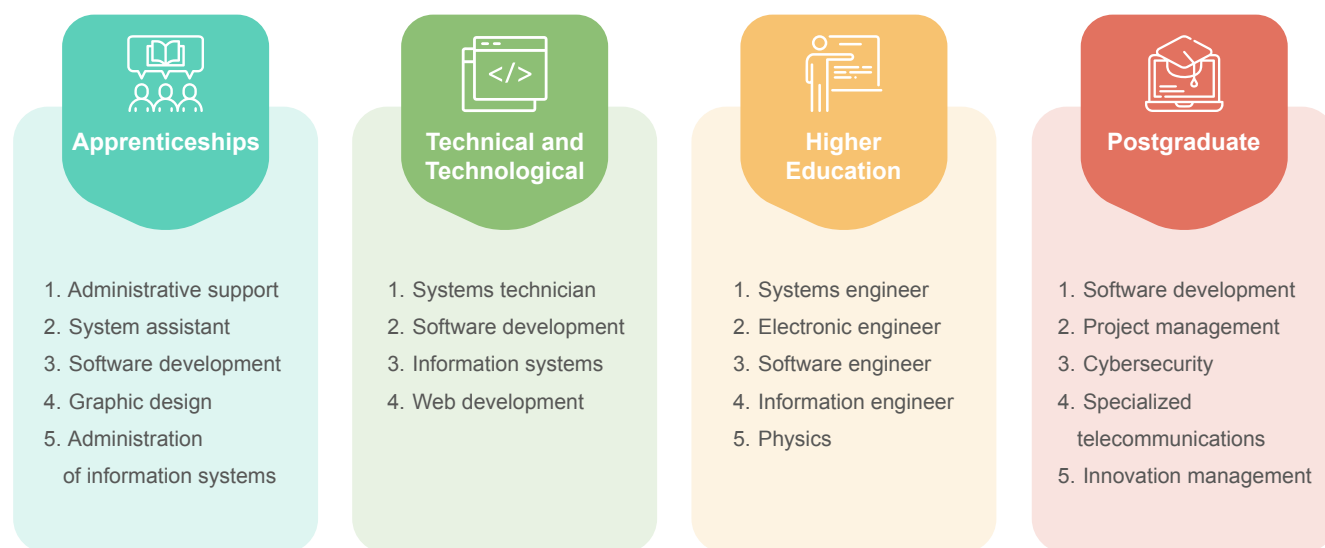 </>
Apprenticeships
1. Administrative support
2. System assistant
3. Software development
4. Graphic design
5. Administration
of information systems
Technical and
Technological
1. Systems technician
2. Software development
3. Information systems
4. Web development
Higher
Education
1. Systems engineer
2. Electronic engineer
3. Software engineer
4. Information engineer
5. Physics
Postgraduate
1. Software development
2. Project management
3. Cybersecurity
4. Specialized
telecommunications
5. Innovation management